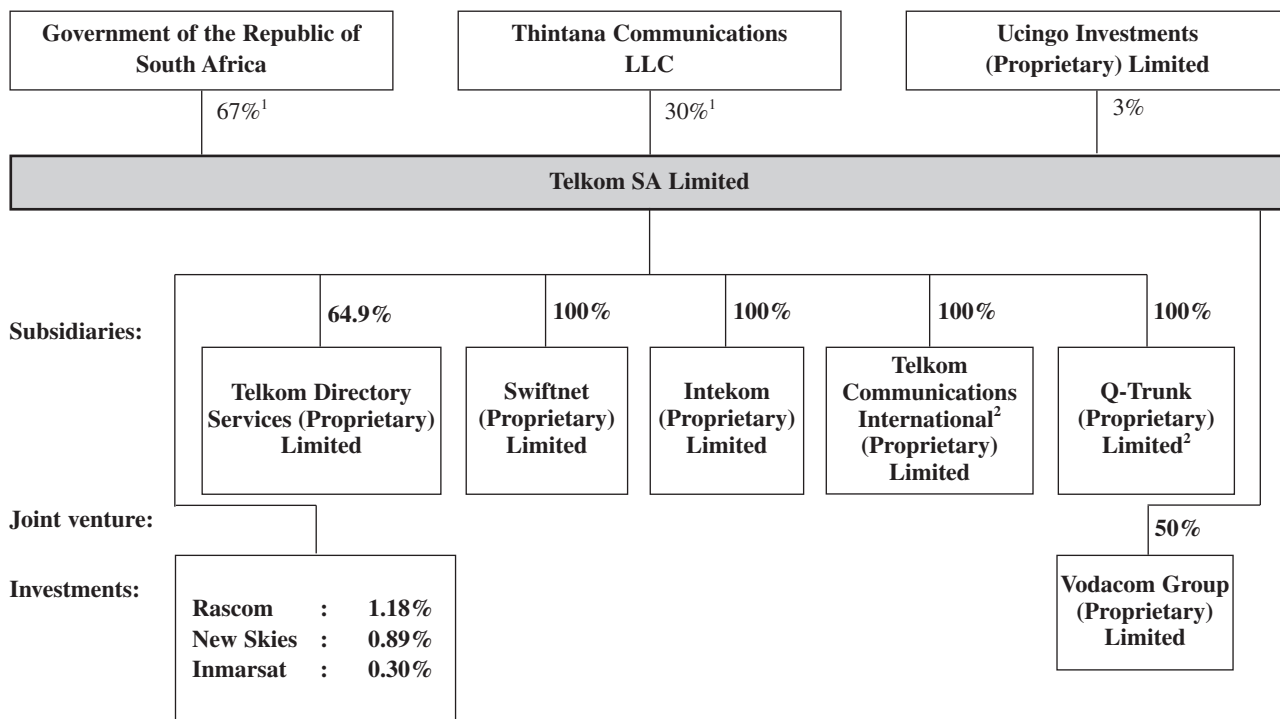 Government of the Republic of
South Africa
Thintana Communications
LLC
Ucingo Investments
(Proprietary) Limited
67%¹
30%¹
3%
Telkom SA Limited
Subsidiaries:
64.9%
100%
100%
100%
100%
Telkom Directory
Services (Proprietary)
Limited
Swiftnet
(Proprietary)
Limited
Intekom
(Proprietary)
Limited
Telkom
Communications
International²
(Proprietary)
Limited
Q-Trunk
(Proprietary)
Limited²
Joint venture:
50%
Vodacom Group
(Proprietary)
Limited
Investments:
Rascom : 1.18%
New Skies : 0.89%
Inmarsat : 0.30%